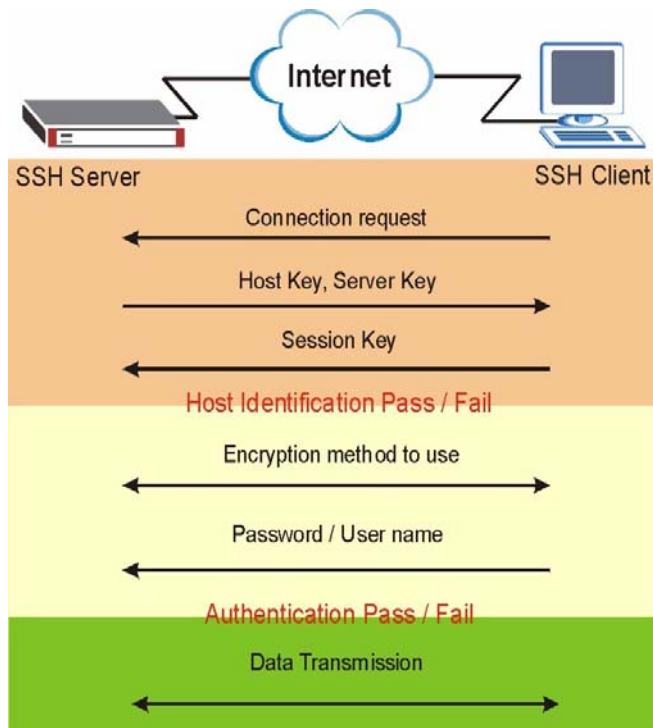 Internet
SSH Server
SSH Client
Connection request
Host Key, Server Key
Session Key
Host Identification Pass / Fail
Encryption method to use
Password / User name
Authentication Pass / Fail
Data Transmission